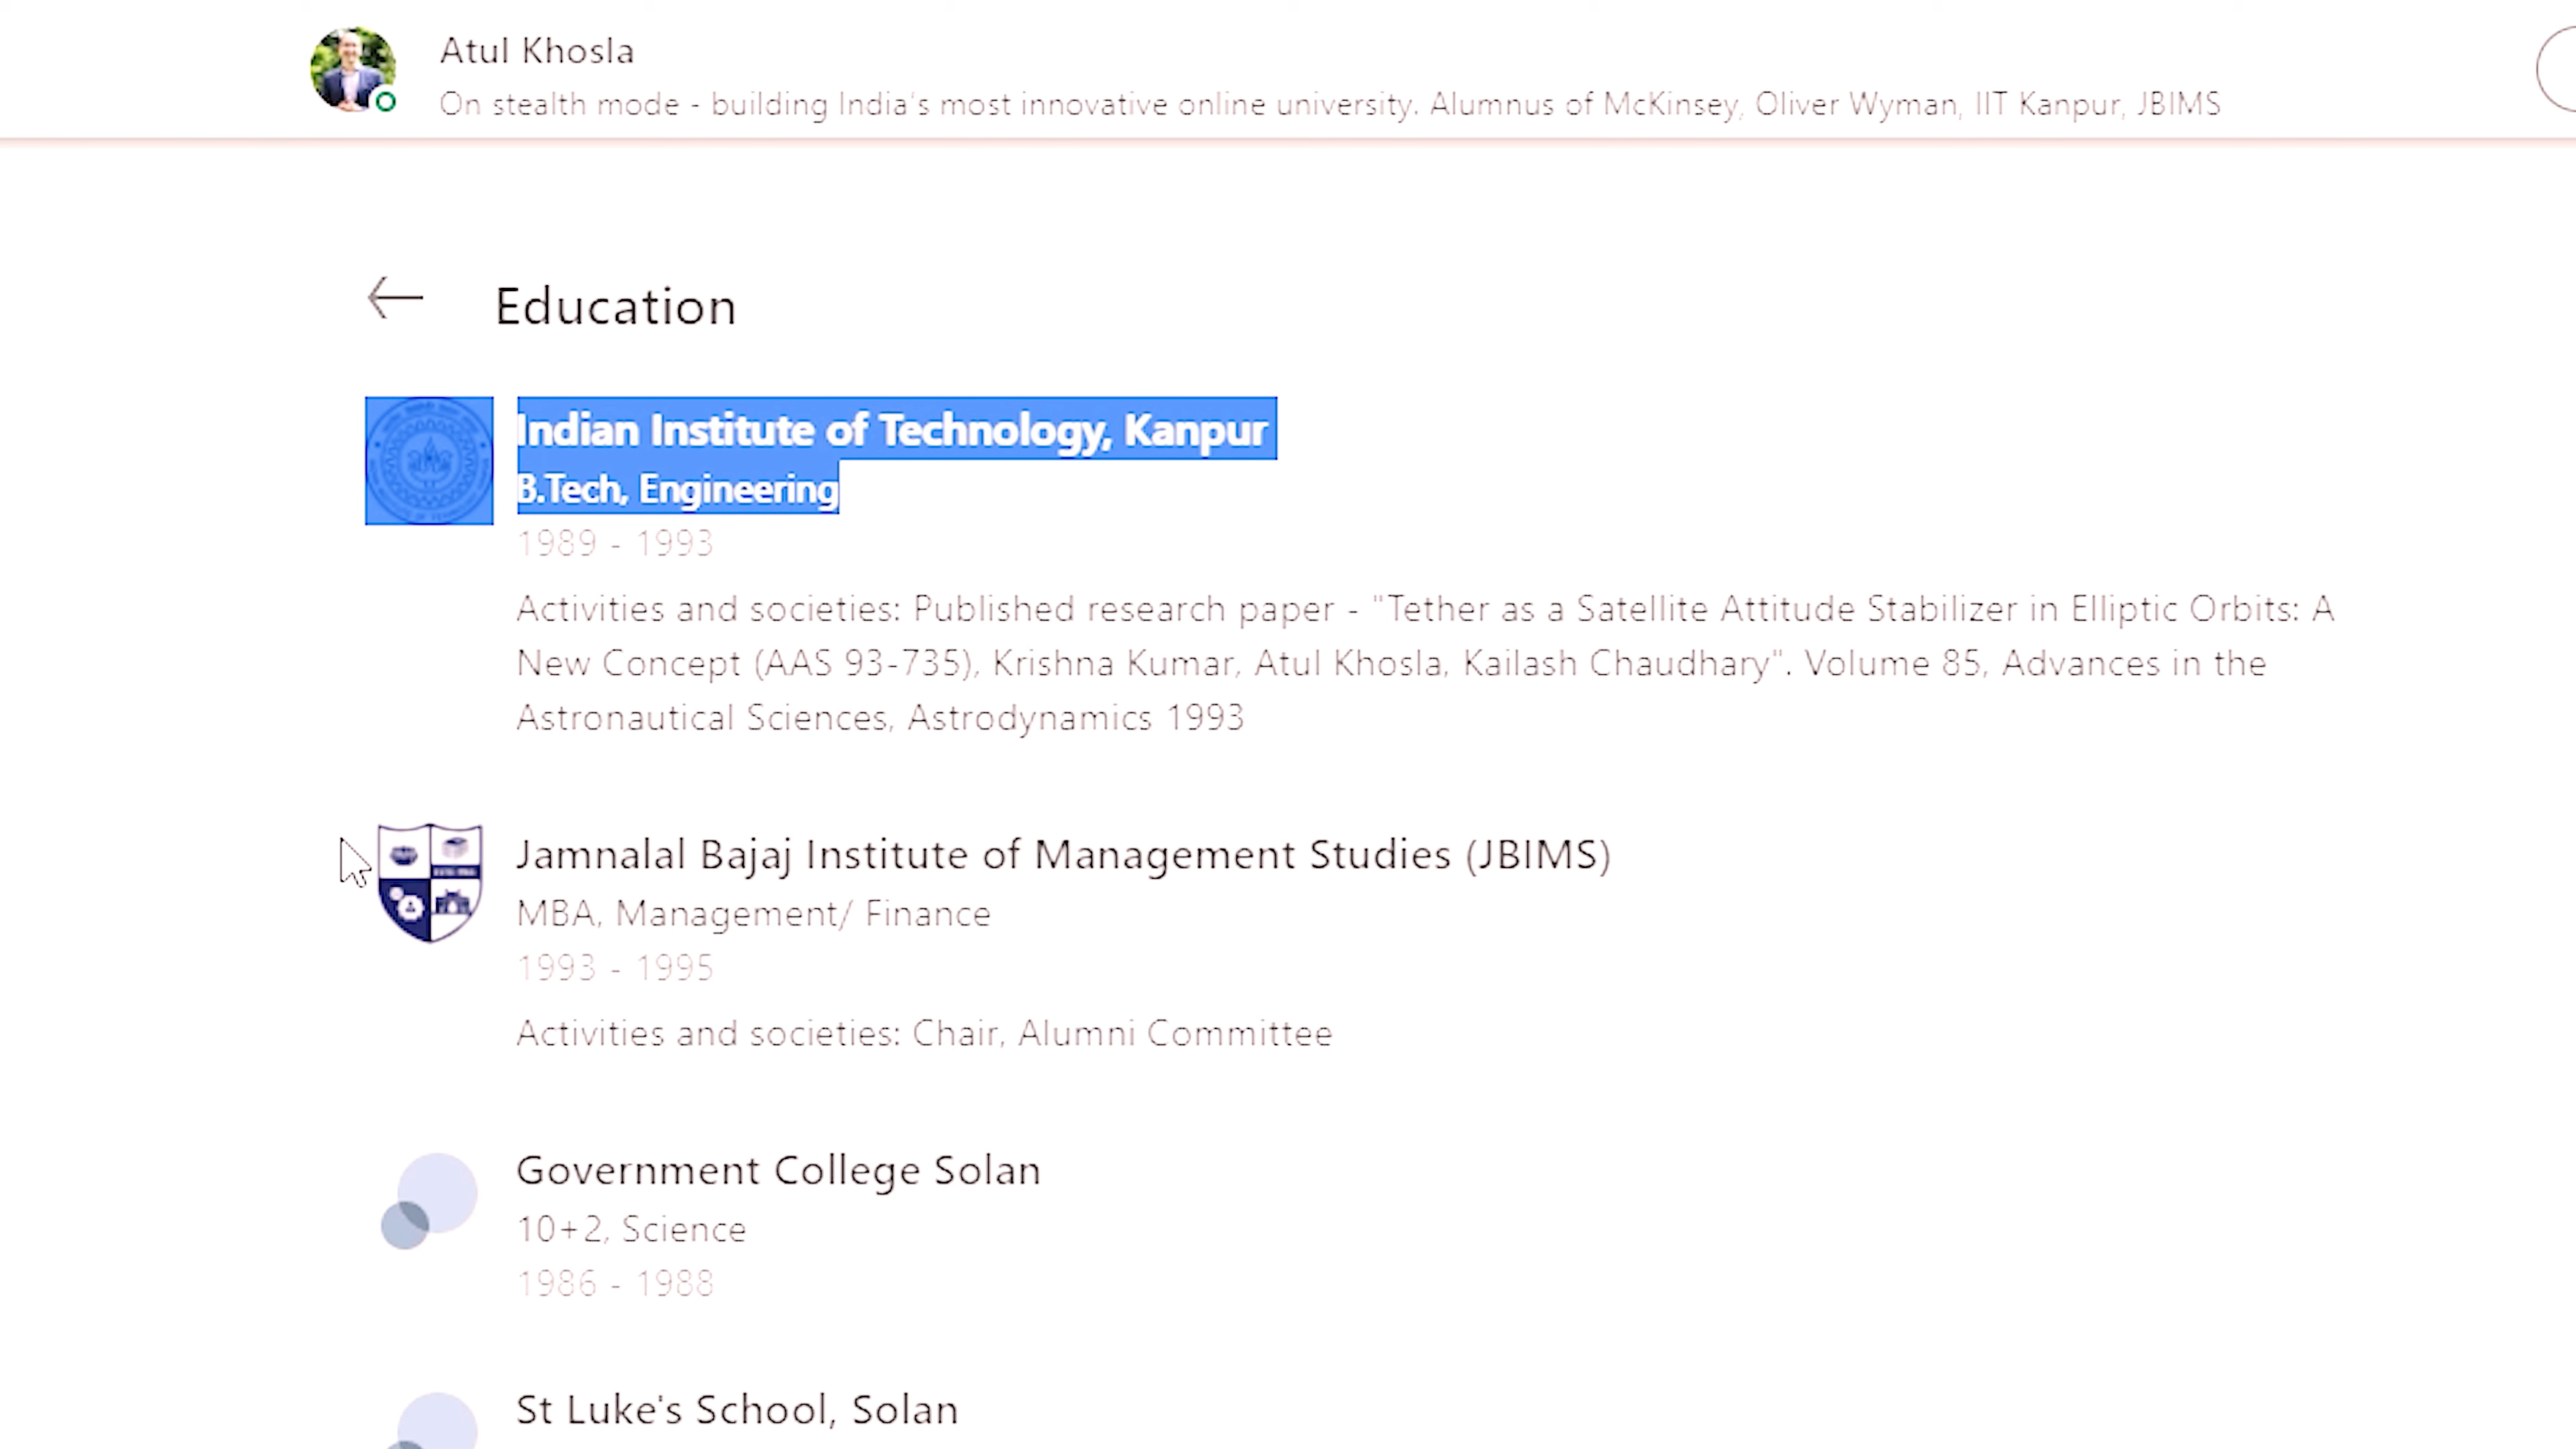 Atul Khosla
On stealth mode - building India's most innovative online university. Alumnus of McKinsey, Oliver Wyman, IIT Kanpur, JBIMS
Education
Indian Institute of Technology, Kanpur
B.Tech, Engineering
1989 - 1993
Activities and societies: Published research paper - "Tether as a Satellite Attitude Stabilizer in Elliptic Orbits: A
New Concept (AAS 93-735), Krishna Kumar, Atul Khosla, Kailash Chaudhary". Volume 85, Advances in the
Astronautical Sciences, Astrodynamics 1993
Jamnalal Bajaj Institute of Management Studies (JBIMS)
MBA, Management/ Finance
1993 - 1995
Activities and societies: Chair, Alumni Committee
Government College Solan
10+2, Science
1986 - 1988
St Luke's School, Solan